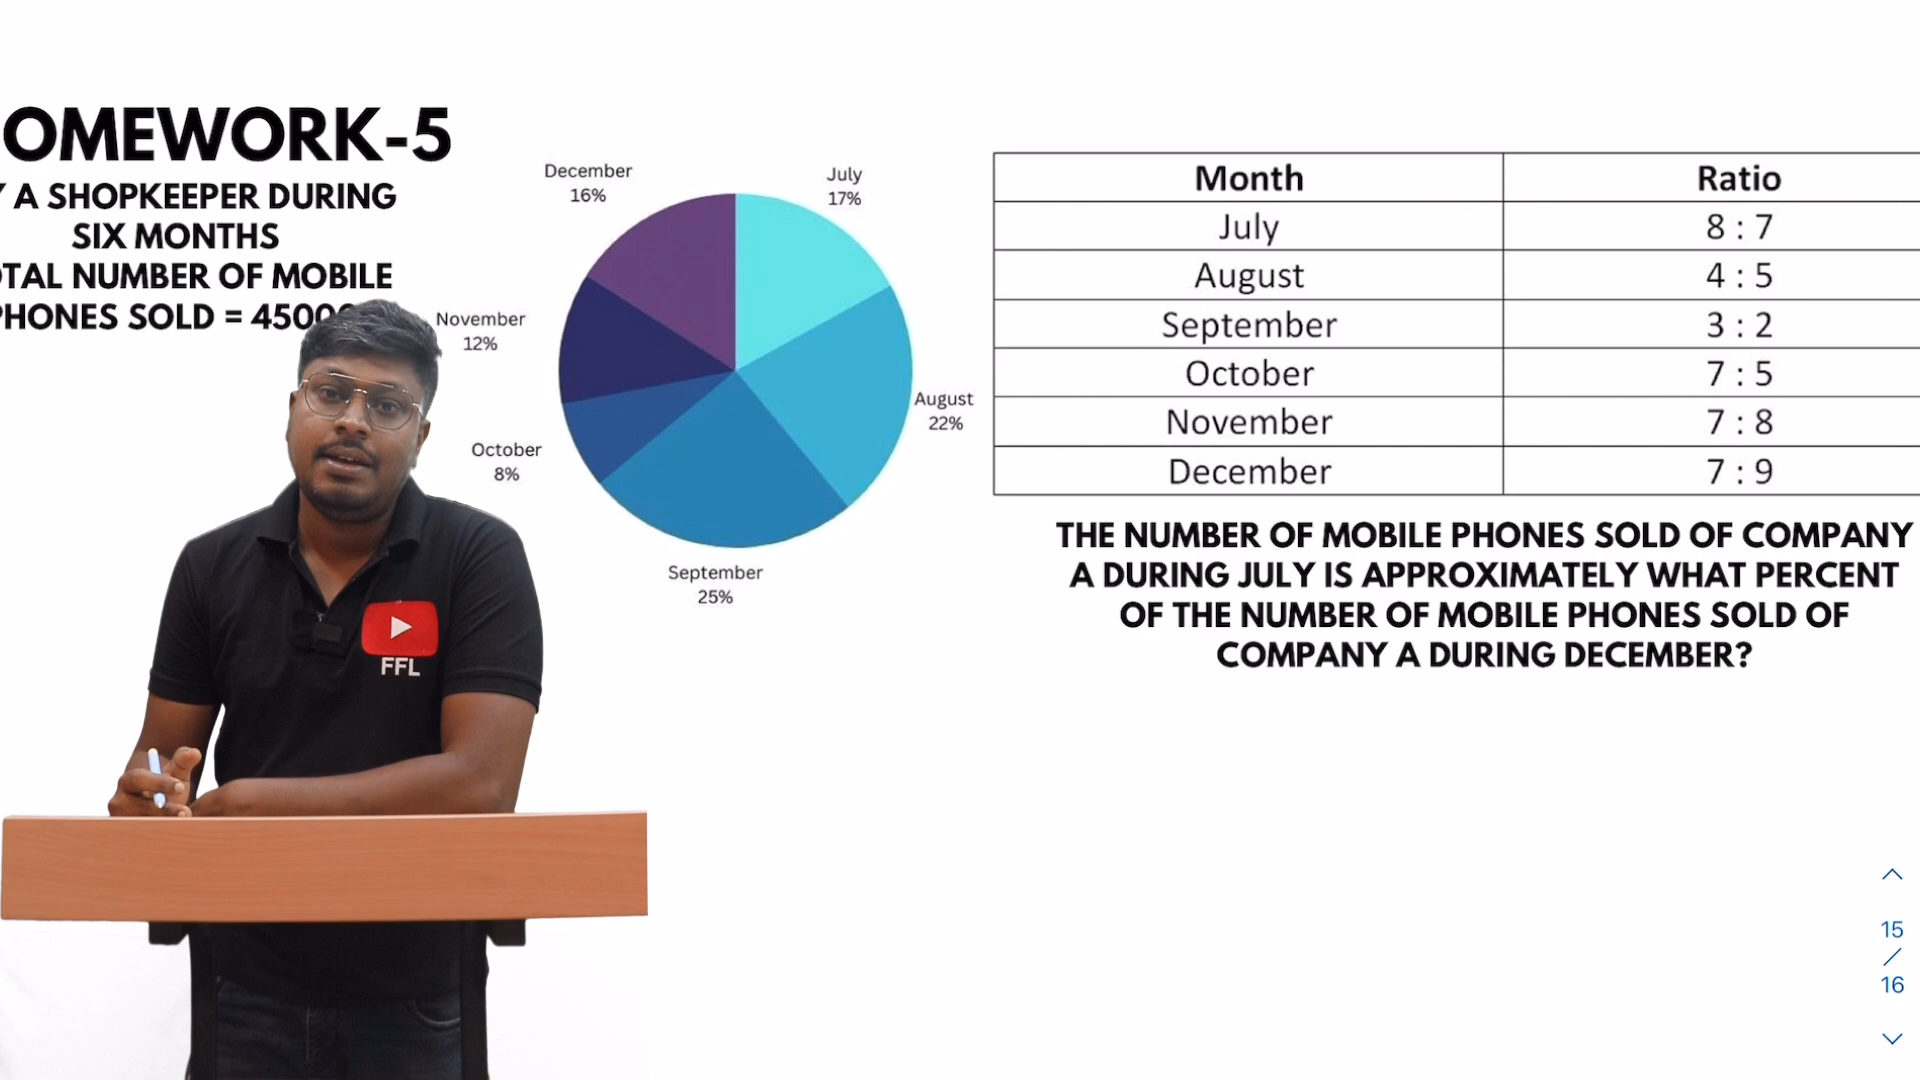 OMEWORK-5
Y A SHOPKEEPER DURING
SIX MONTHS
OTAL NUMBER OF MOBILE
PHONES SOLD = 45000
December
16%
July
17%
November
12%
August
22%
October
8%
September
25%
Month Ratio
July 8 : 7
August 4 : 5
September 3 : 2
October 7 : 5
November 7 : 8
December 7 : 9
THE NUMBER OF MOBILE PHONES SOLD OF COMPANY
A DURING JULY IS APPROXIMATELY WHAT PERCENT
OF THE NUMBER OF MOBILE PHONES SOLD OF
COMPANY A DURING DECEMBER?
FFL
15
/
16